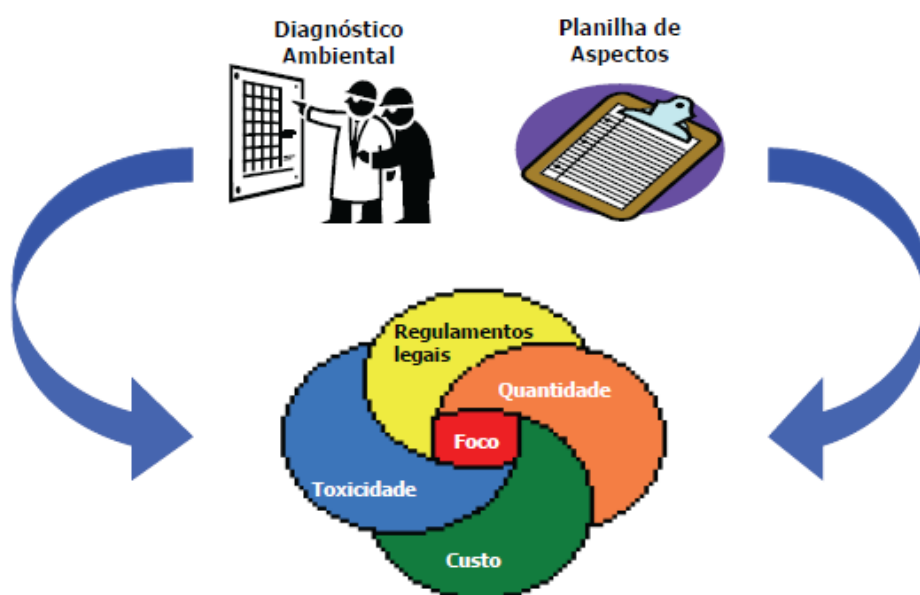 Diagnóstico
Ambiental
Planilha de
Aspectos
Regulamentos
legais
Quantidade
Foco
Toxicidade
Custo